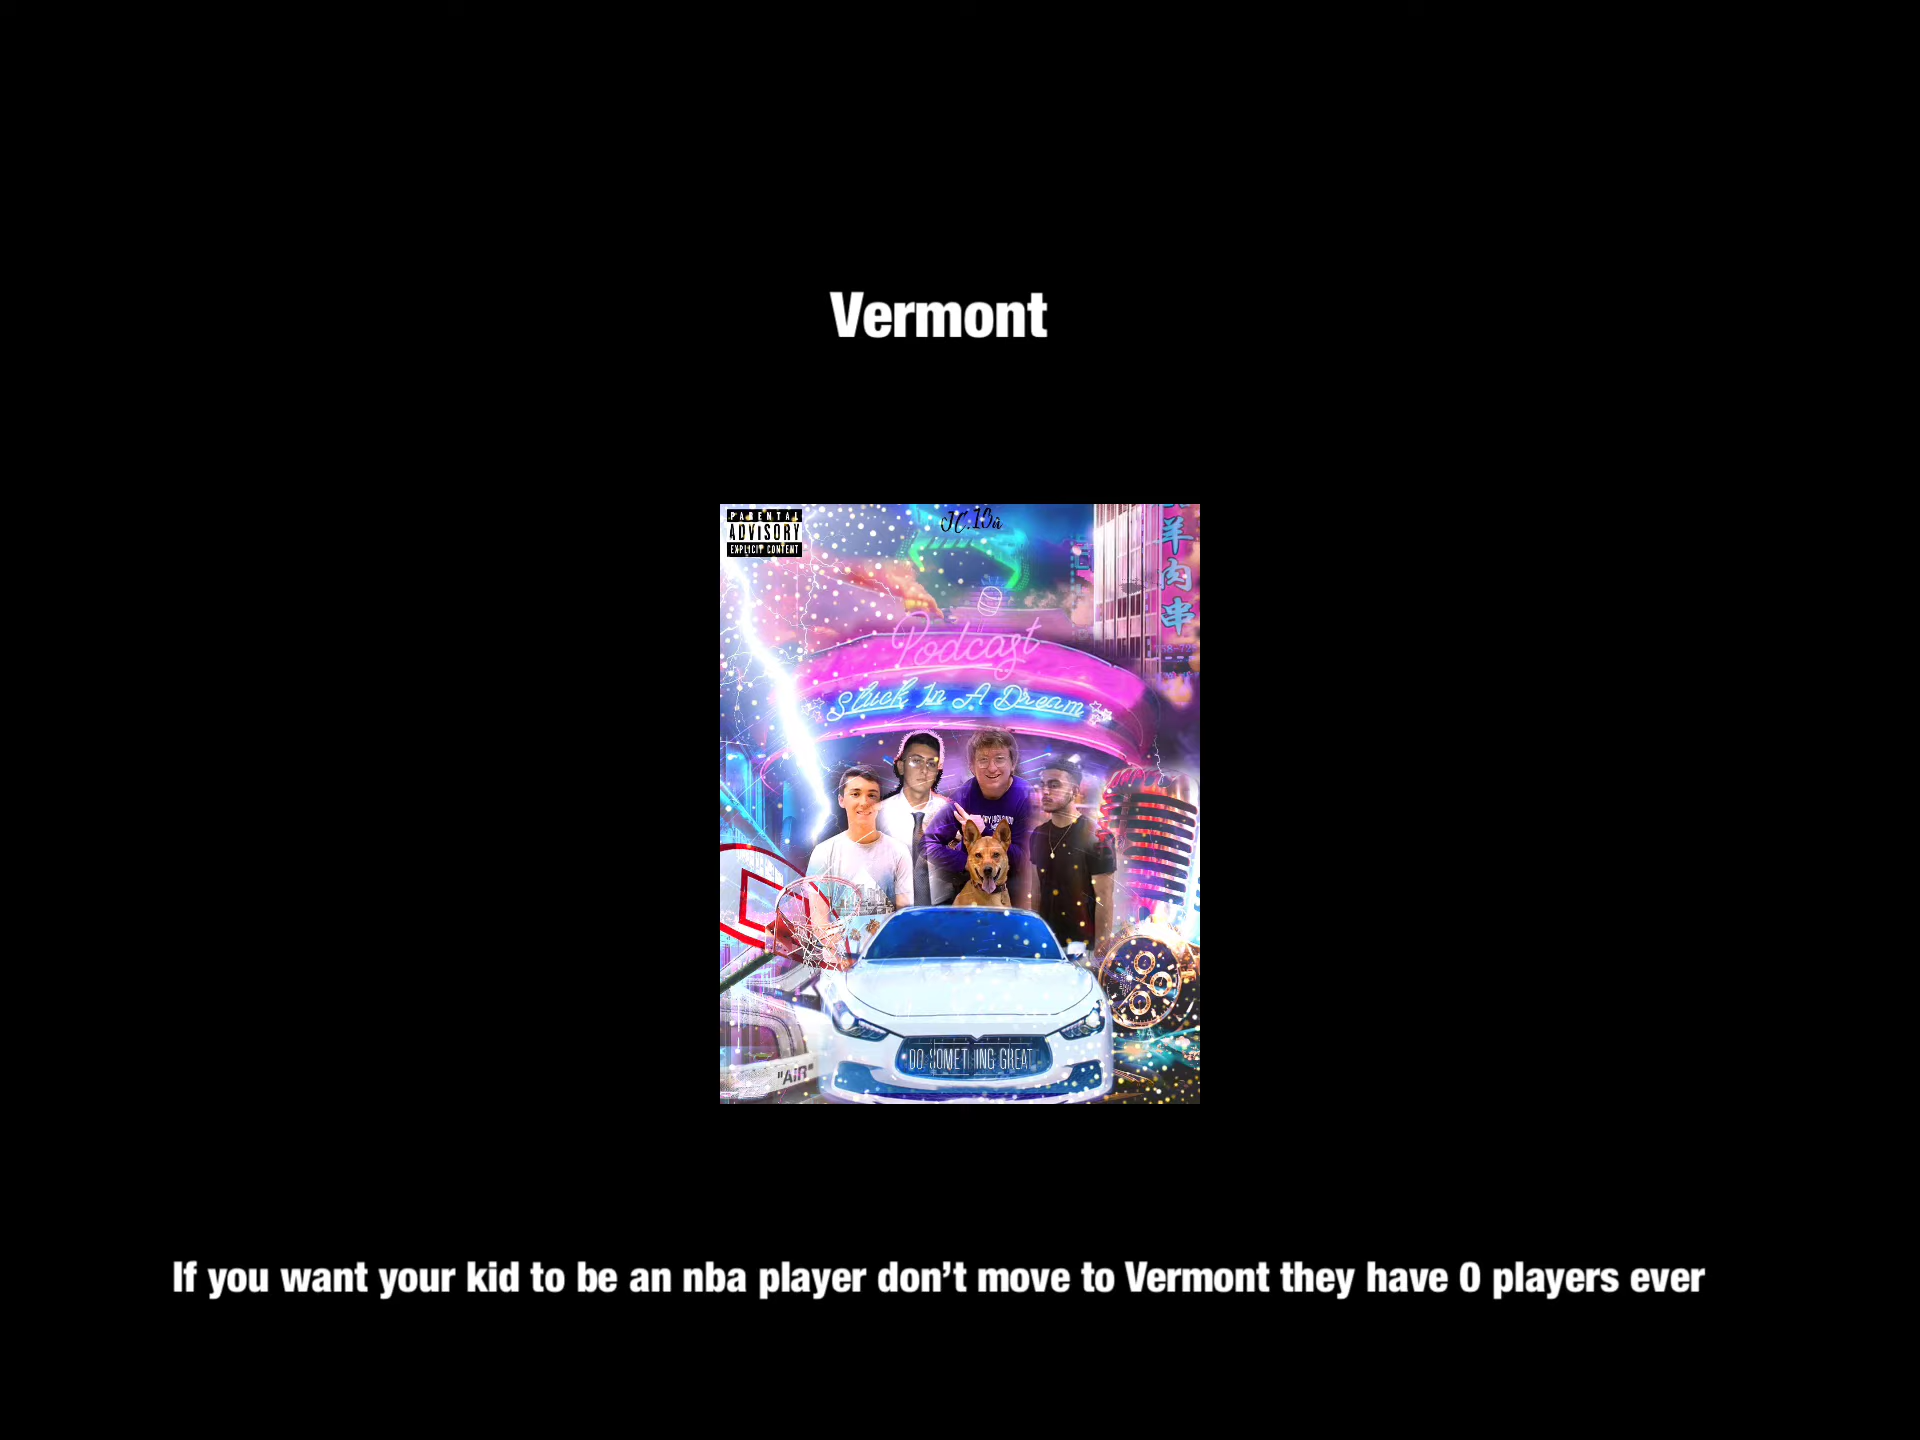 Vermont
PARENTAL
ADVISORY
EXPLICIT CONTENT
羊肉串
Podcast
Stuck In A Dream
DO SOMETHING GREAT
"AIR"
If you want your kid to be an nba player don’t move to Vermont they have 0 players ever